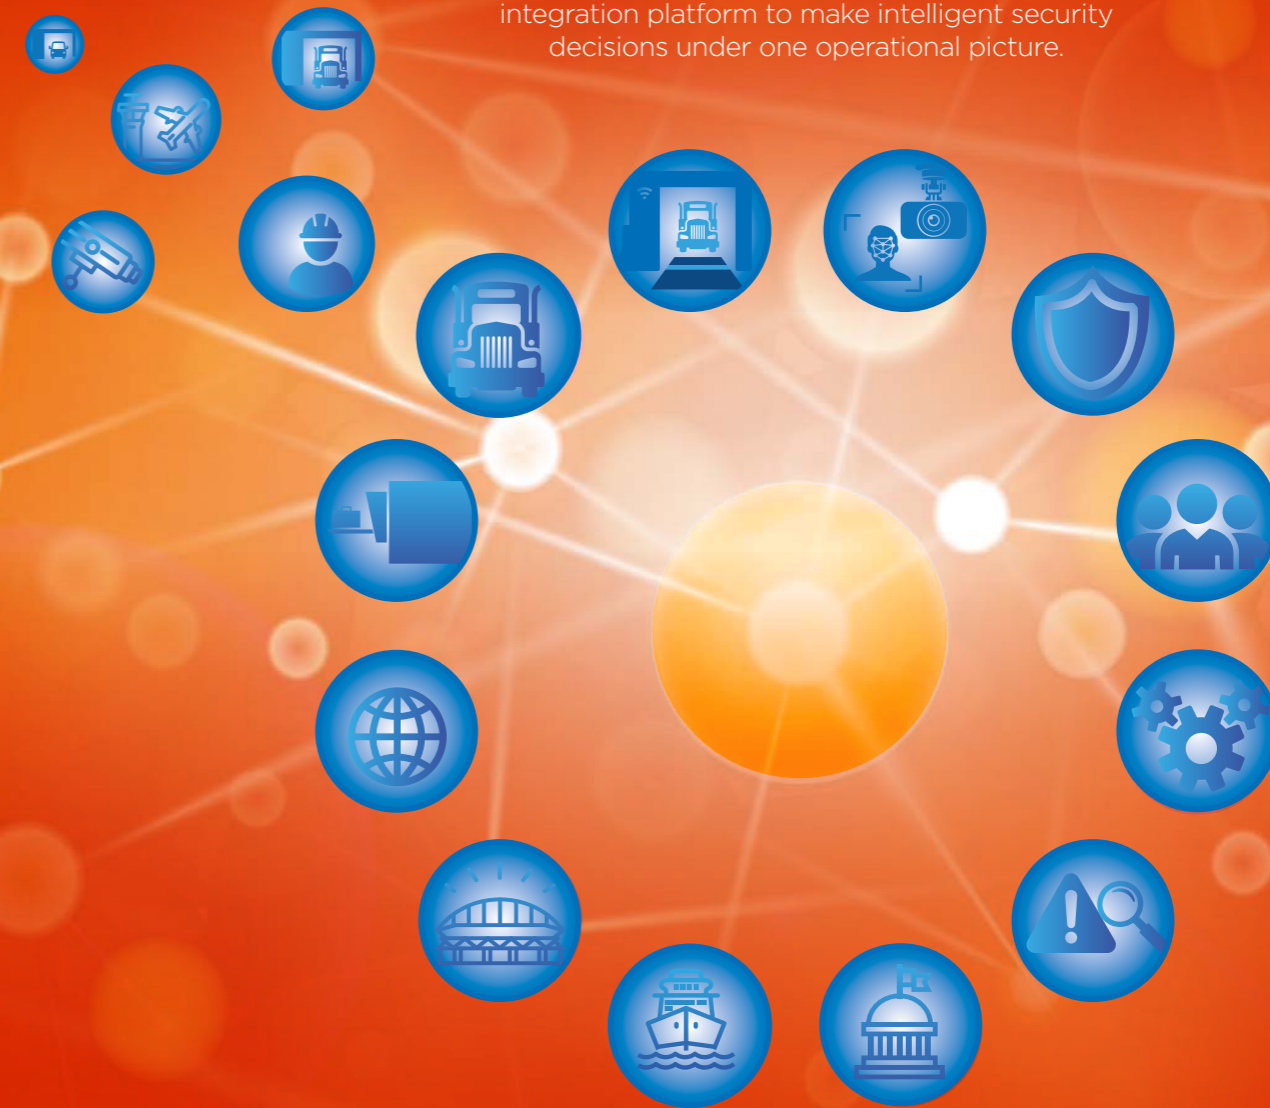 integration platform to make intelligent security
decisions under one operational picture.